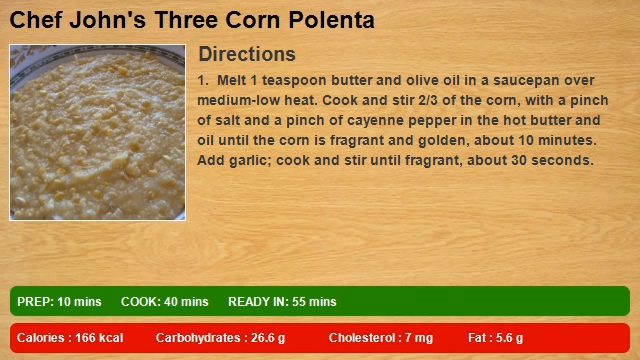 Chef John's Three Corn Polenta
Directions
1.  Melt 1 teaspoon butter and olive oil in a saucepan over
medium-low heat. Cook and stir 2/3 of the corn, with a pinch
of salt and a pinch of cayenne pepper in the hot butter and
oil until the corn is fragrant and golden, about 10 minutes.
Add garlic; cook and stir until fragrant, about 30 seconds.
PREP: 10 mins COOK: 40 mins READY IN: 55 mins
Calories : 166 kcal Carbohydrates : 26.6 g Cholesterol : 7 mg Fat : 5.6 g